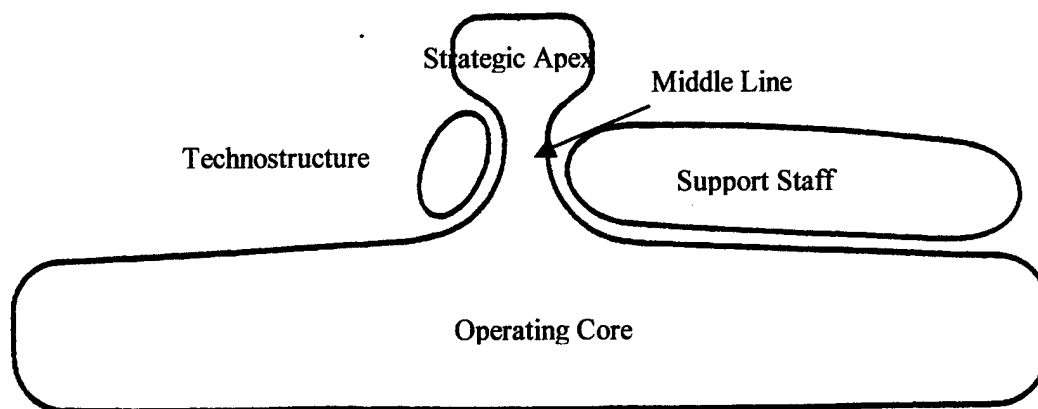 Strategic Apex
Middle Line
Technostructure
Support Staff
Operating Core